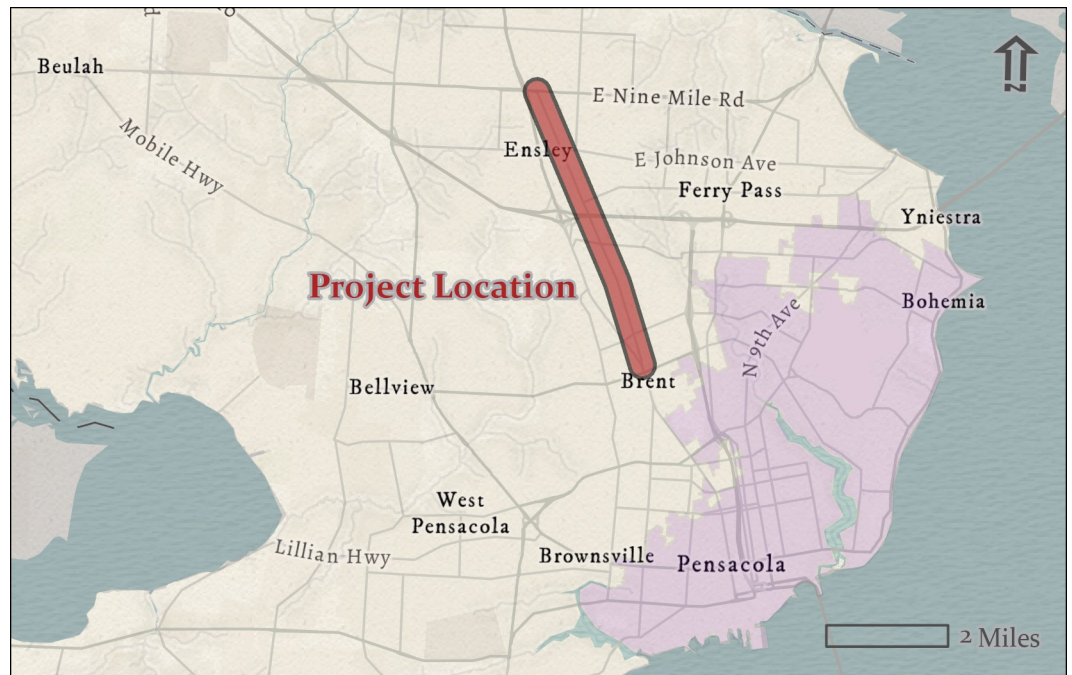 Beulah
Mobile Hwy
E Nine Mile Rd
Ensley
E Johnson Ave
Ferry Pass
Yniestra
Project Location
Bohemia
N 9th Ave
Bellview
Brent
West
Pensacola
Lillian Hwy
Brownsville
Pensacola
2 Miles
N